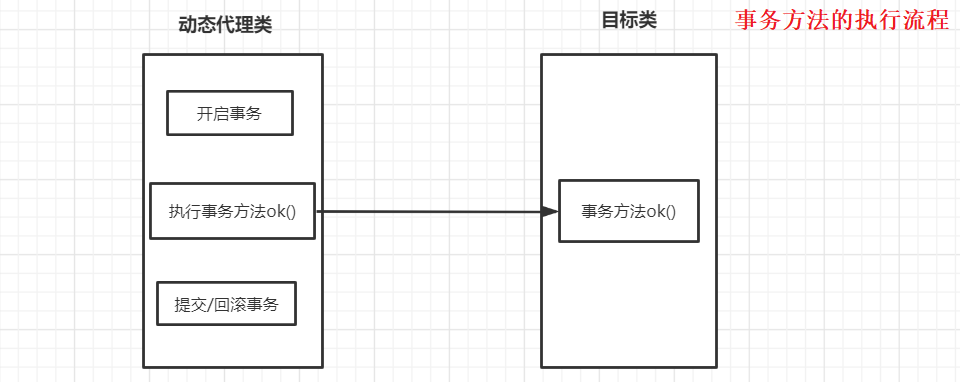 动态代理类
目标类
事务方法的执行流程
开启事务
执行事务方法ok()
事务方法ok()
提交/回滚事务